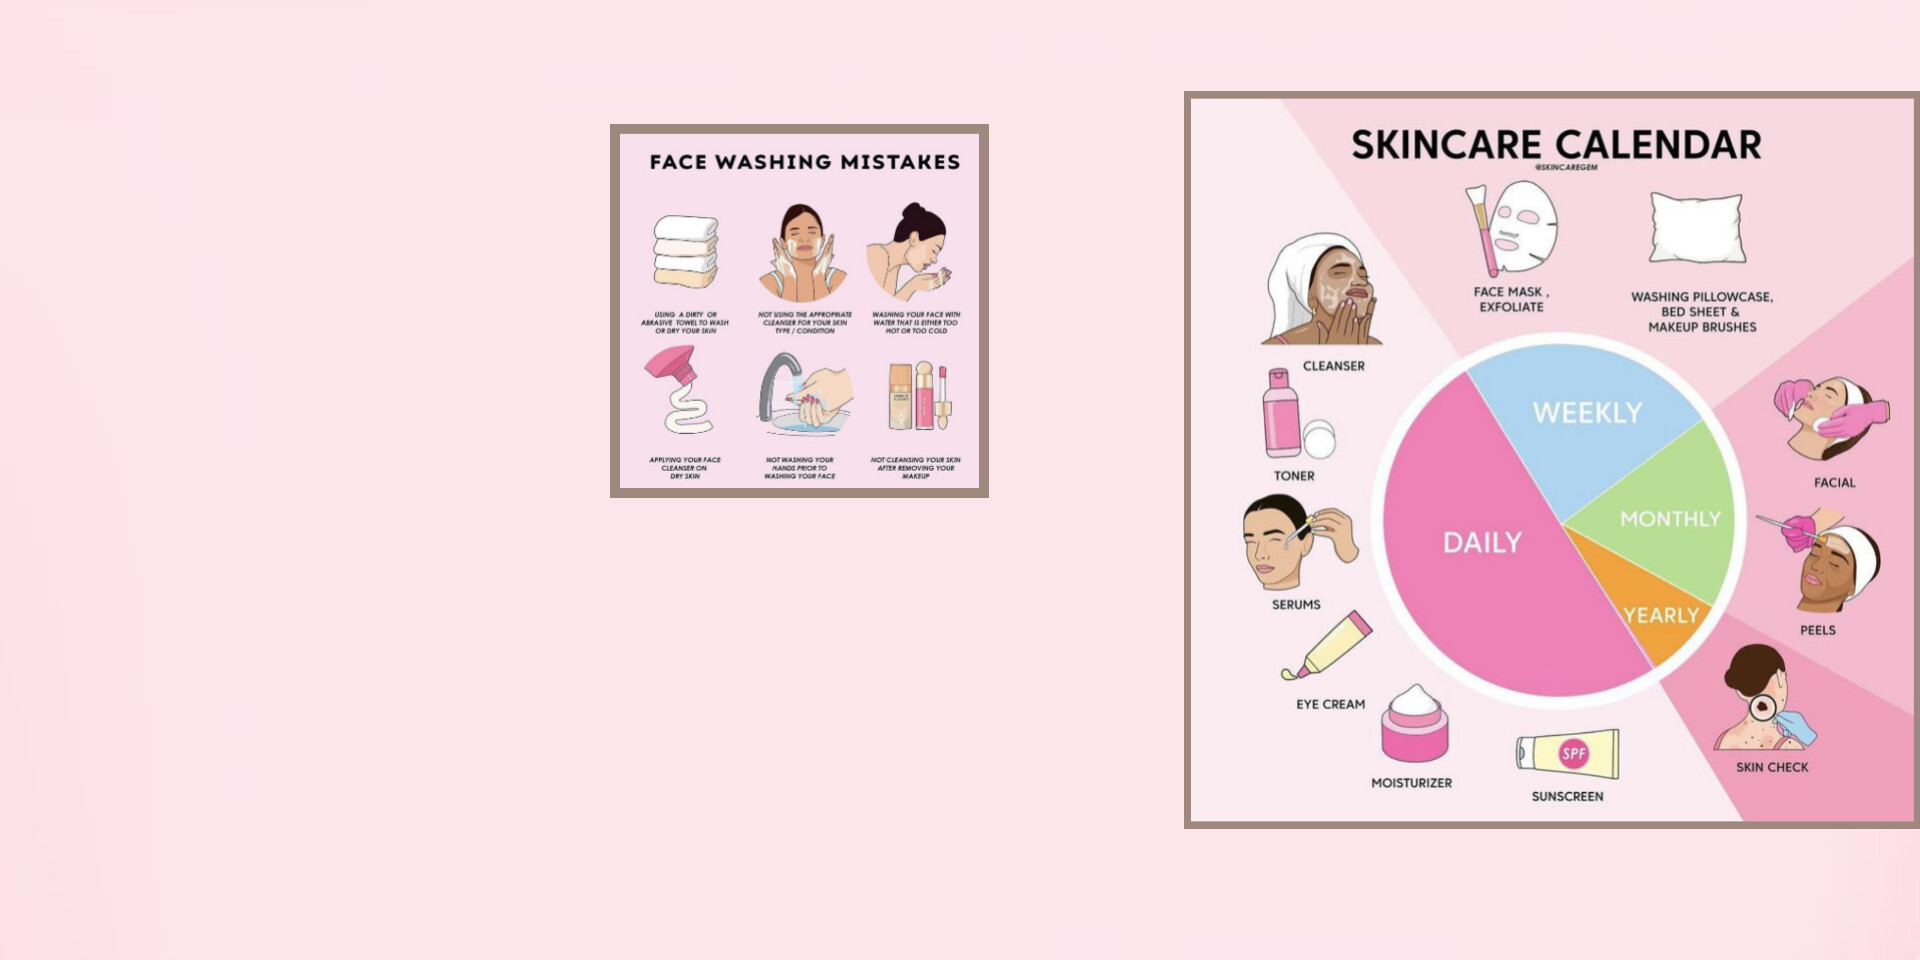 FACE WASHING MISTAKES
USING A DIRTY OR
ABRASIVE TOWEL TO WASH
OR DRY YOUR SKIN
NOT USING THE APPROPRIATE
CLEANSER FOR YOUR SKIN
TYPE / CONDITION
WASHING YOUR FACE WITH
WATER THAT IS EITHER TOO
HOT OR TOO COLD
APPLYING YOUR FACE
CLEANSER ON
DRY SKIN
NOT WASHING YOUR
HANDS PRIOR TO
WASHING YOUR FACE
NOT CLEANSING YOUR SKIN
AFTER REMOVING YOUR
MAKEUP
SKINCARE CALENDAR
@SKINCAREGEM
FACE MASK ,
EXFOLIATE
WASHING PILLOWCASE,
BED SHEET &
MAKEUP BRUSHES
CLEANSER
TONER
SERUMS
EYE CREAM
MOISTURIZER
SPF
SUNSCREEN
WEEKLY
MONTHLY
DAILY
YEARLY
FACIAL
PEELS
SKIN CHECK